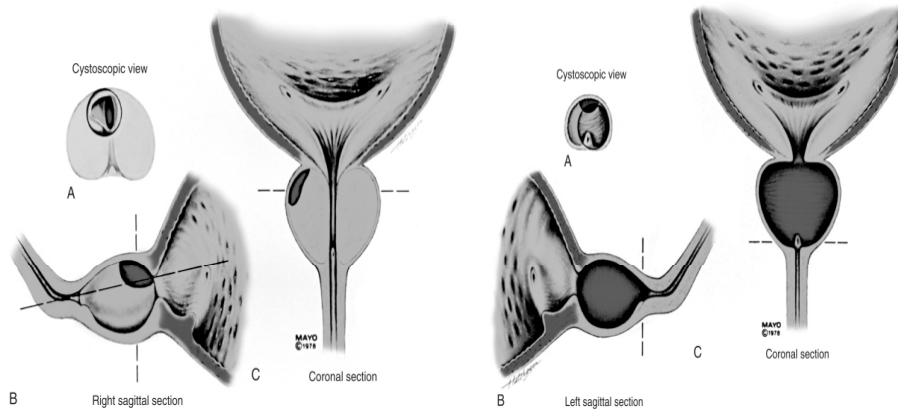 Cystoscopic view
A
B
Right sagittal section
MAYO
©1978
C
Coronal section
Cystoscopic view
A
B
Left sagittal section
MAYO
©1978
C
Coronal section